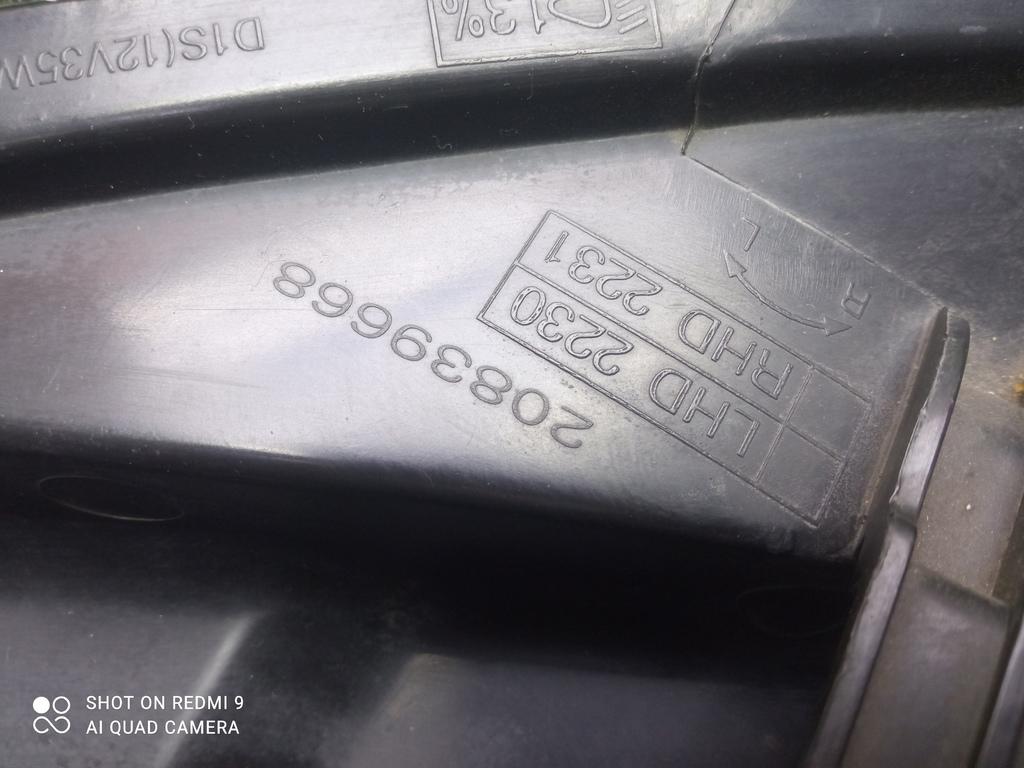 D1S(12V35W
1.3%
L R
LHD 2230
RHD 2231
20839668
SHOT ON REDMI 9
AI QUAD CAMERA